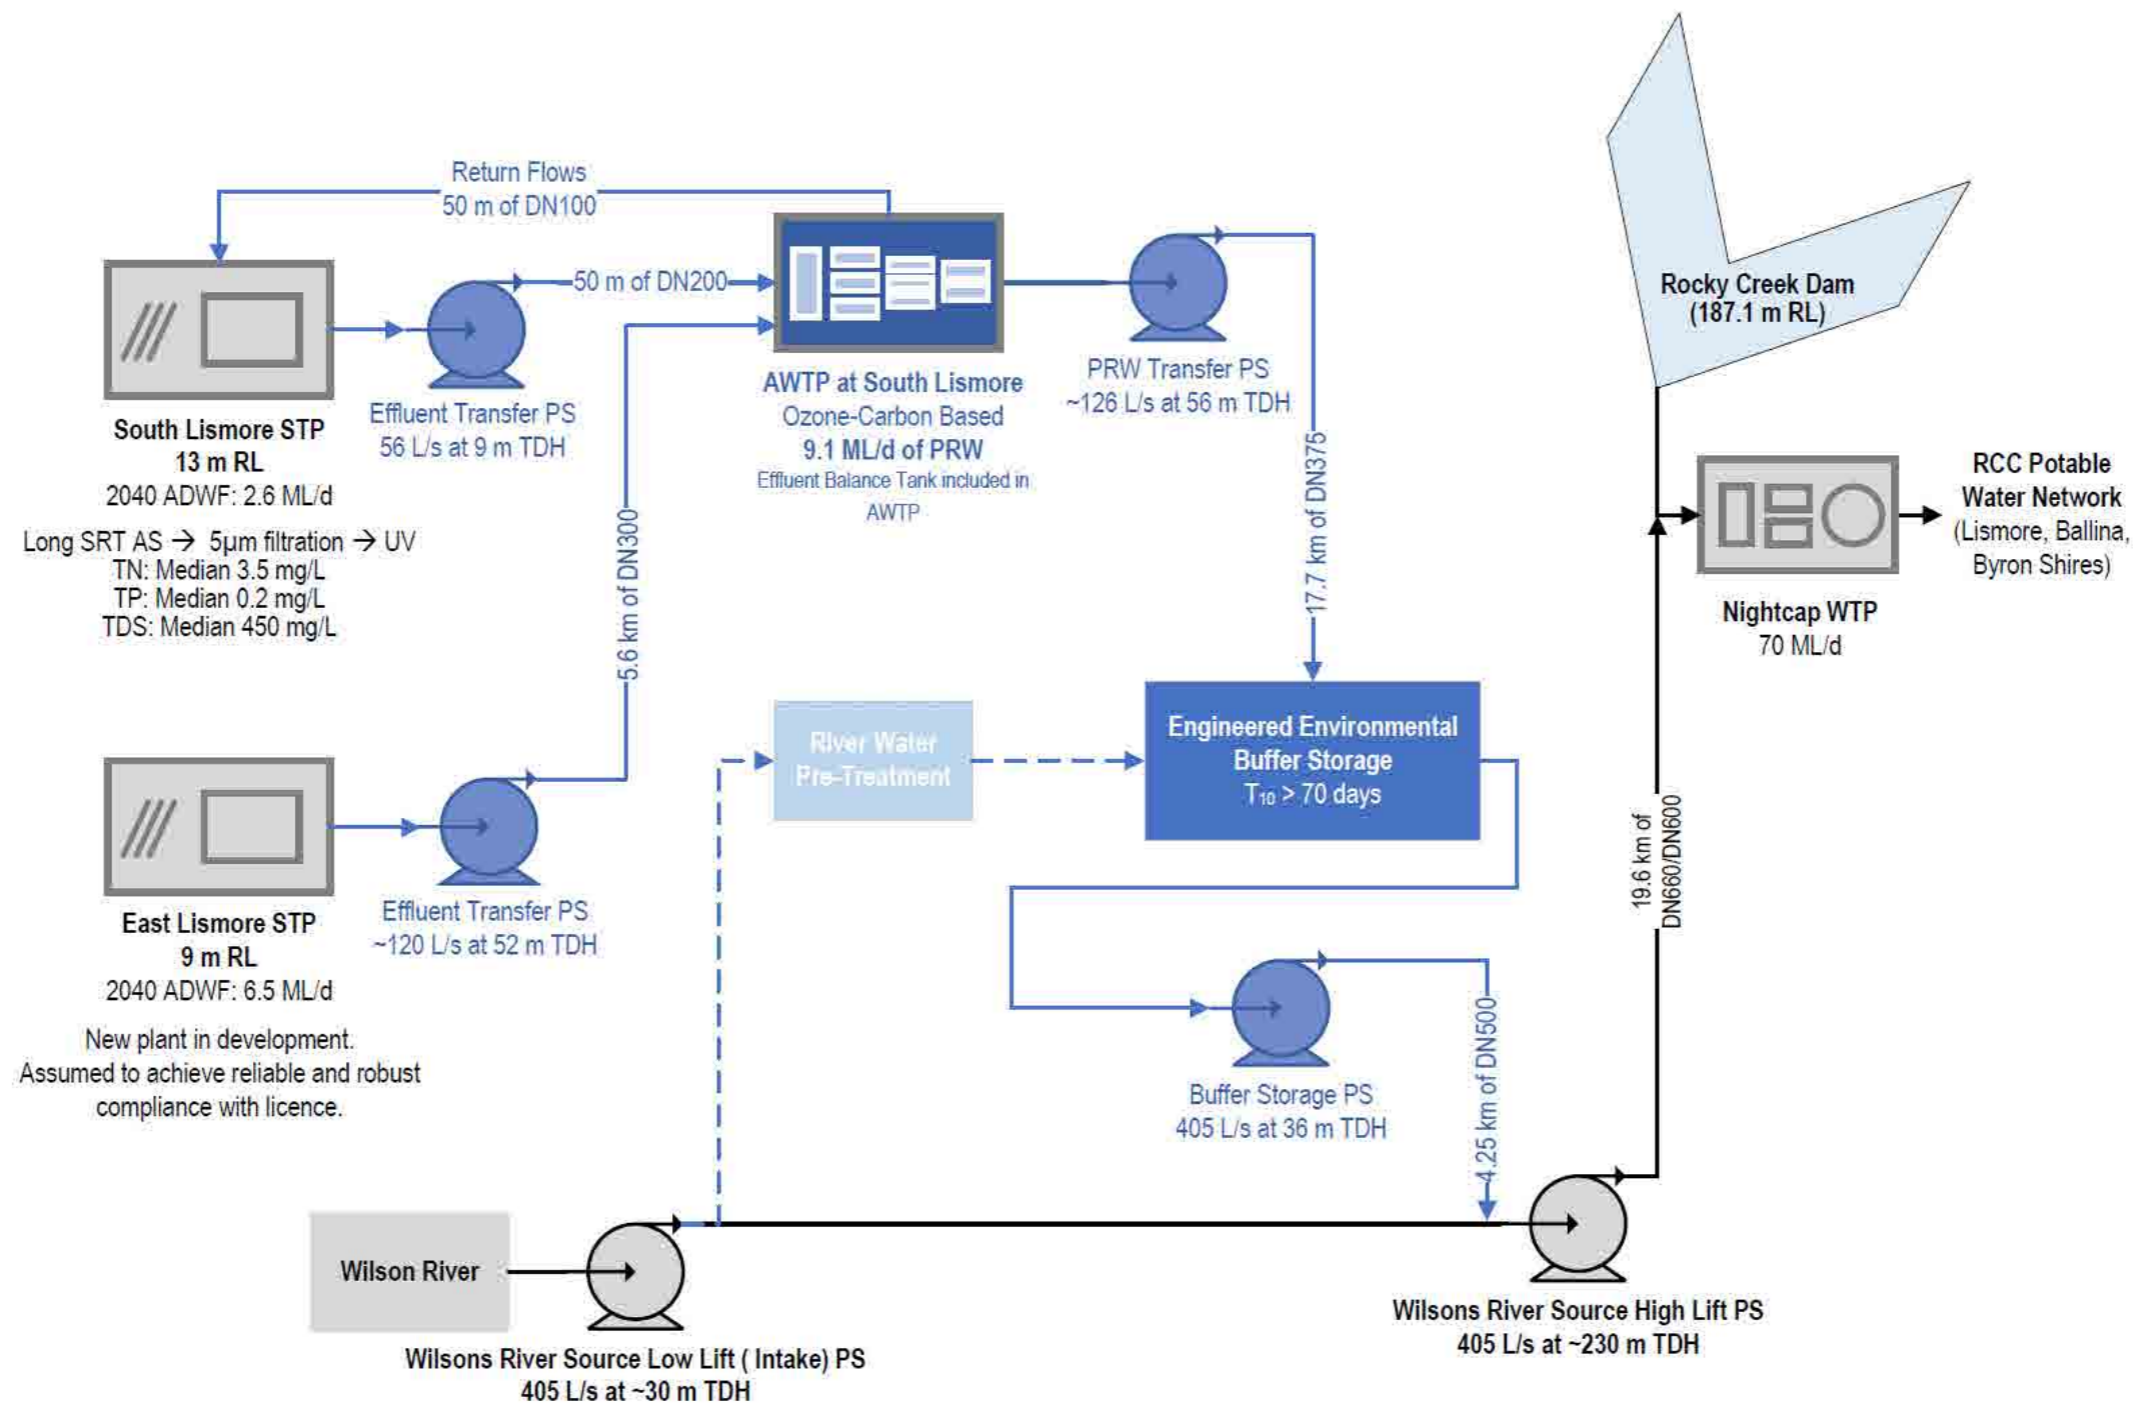 Return Flows
50 m of DN100
South Lismore STP
13 m RL
2040 ADWF: 2.6 ML/d
Long SRT AS → 5µm filtration → UV
TN: Median 3.5 mg/L
TP: Median 0.2 mg/L
TDS: Median 450 mg/L
Effluent Transfer PS
56 L/s at 9 m TDH
50 m of DN200
AWTP at South Lismore
Ozone-Carbon Based
9.1 ML/d of PRW
Effluent Balance Tank included in
AWTP
PRW Transfer PS
~126 L/s at 56 m TDH
17.7 km of DN375
Rocky Creek Dam
(187.1 m RL)
Nightcap WTP
70 ML/d
RCC Potable
Water Network
(Lismore, Ballina,
Byron Shires)
5.6 km of DN300
East Lismore STP
9 m RL
2040 ADWF: 6.5 ML/d
New plant in development.
Assumed to achieve reliable and robust
compliance with licence.
Effluent Transfer PS
~120 L/s at 52 m TDH
River Water
Pre-Treatment
Engineered Environmental
Buffer Storage
T₁₀ > 70 days
Buffer Storage PS
405 L/s at 36 m TDH
4.25 km of DN500
19.6 km of
DN660/DN600
Wilson River
Wilsons River Source Low Lift ( Intake) PS
405 L/s at ~30 m TDH
Wilsons River Source High Lift PS
405 L/s at ~230 m TDH